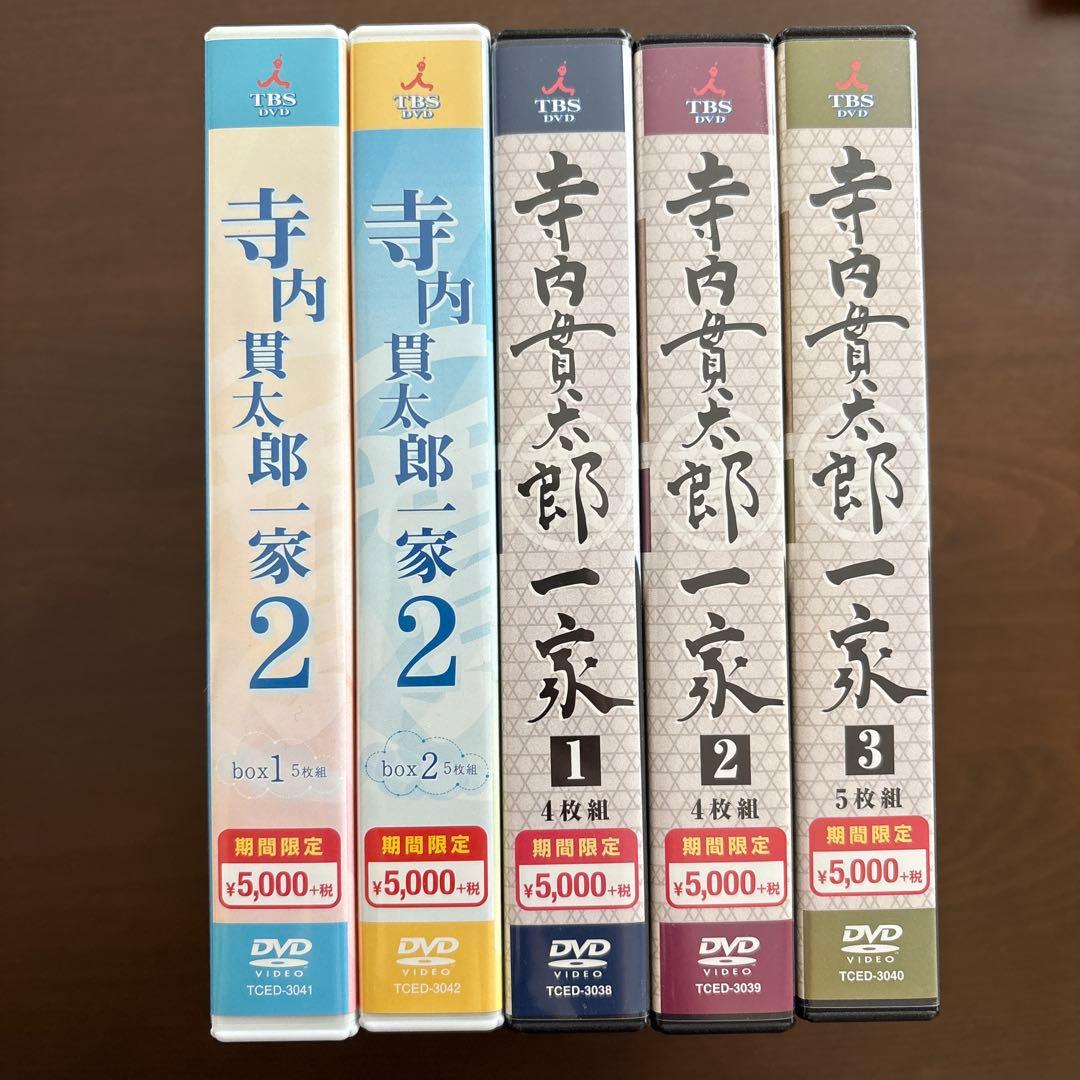 TBS
DVD
寺内
貫太郎一家
2
box1 5枚組
期間限定
¥5,000+税
DVD
VIDEO
TCED-3041
TBS
DVD
寺内
貫太郎一家
2
box2 5枚組
期間限定
¥5,000+税
DVD
VIDEO
TCED-3042
TBS
DVD
寺内貫太郎一家
1
4枚組
期間限定
¥5,000+税
DVD
VIDEO
TCED-3038
TBS
DVD
寺内貫太郎一家
2
4枚組
期間限定
¥5,000+税
DVD
VIDEO
TCED-3039
TBS
DVD
寺内貫太郎一家
3
5枚組
期間限定
¥5,000+税
DVD
VIDEO
TCED-3040